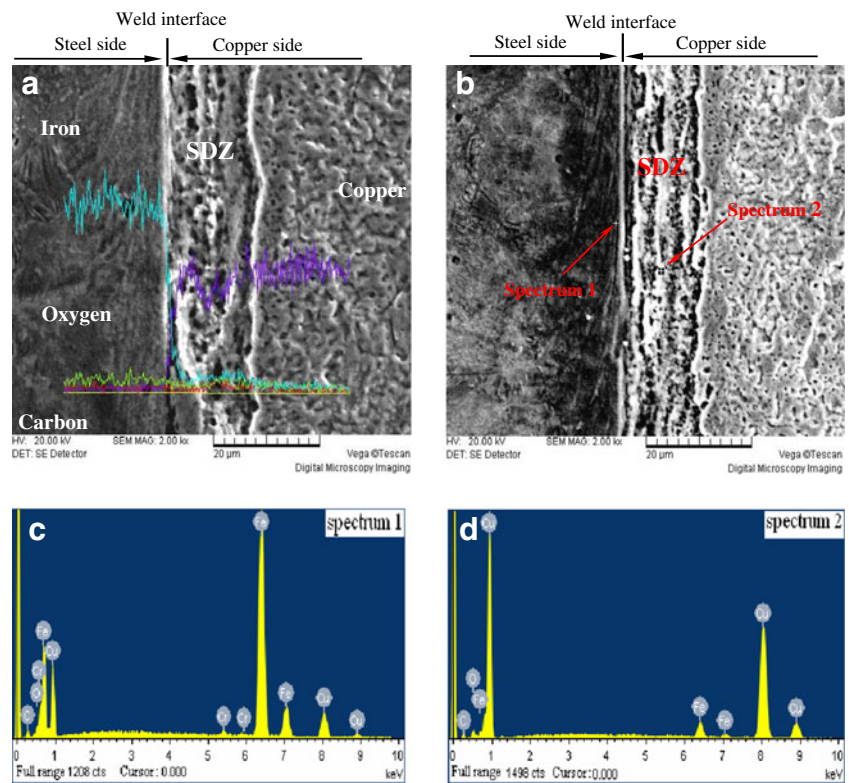 Weld interface
Steel side Copper side
a
Iron
SDZ
Copper
Oxygen
Carbon
HV: 20.00 kV SEM MAG: 2.00 kx
DET: SE Detector 20 µm Vega ©Tescan
Digital Microscopy Imaging
Weld interface
Steel side Copper side
b
SDZ
Spectrum 2
Spectrum 1
HV: 20.00 kV SEM MAG: 2.00 kx
DET: SE Detector 20 µm Vega ©Tescan
Digital Microscopy Imaging
c
spectrum 1
Fe
Fe
Cu
Cr
O
C
Cr
Cr
Fe
Cu
Cu
0 1 2 3 4 5 6 7 8 9 10
Full range 1208 cts Cursor: 0.000 keV
d
spectrum 2
Cu
Cu
O
Fe
C
Fe
Fe
Cu
0 1 2 3 4 5 6 7 8 9 10
Full range 1498 cts Cursor: 0.000 keV